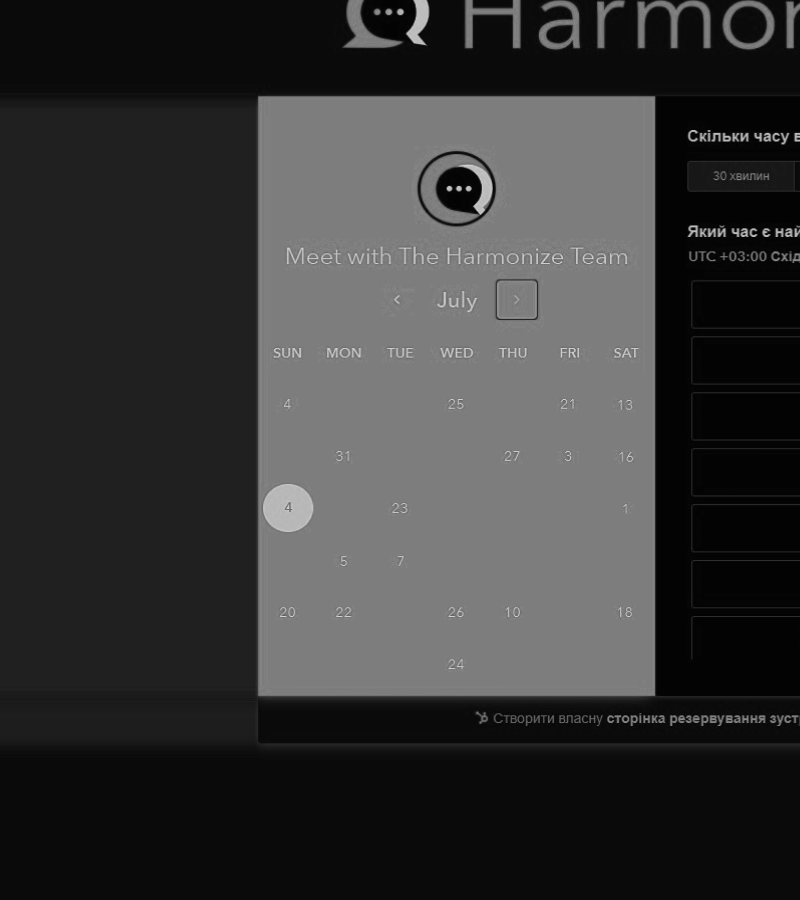 Harmon
Meet with The Harmonize Team
July
SUN MON TUE WED THU FRI SAT
4 25 21 13
31 27 3 16
4 23 1
5 7
20 22 26 10 18
24
Скільки часу в
30 хвилин
Який час є най
UTC +03:00 Схід
Створити власну сторінка резервування зуст